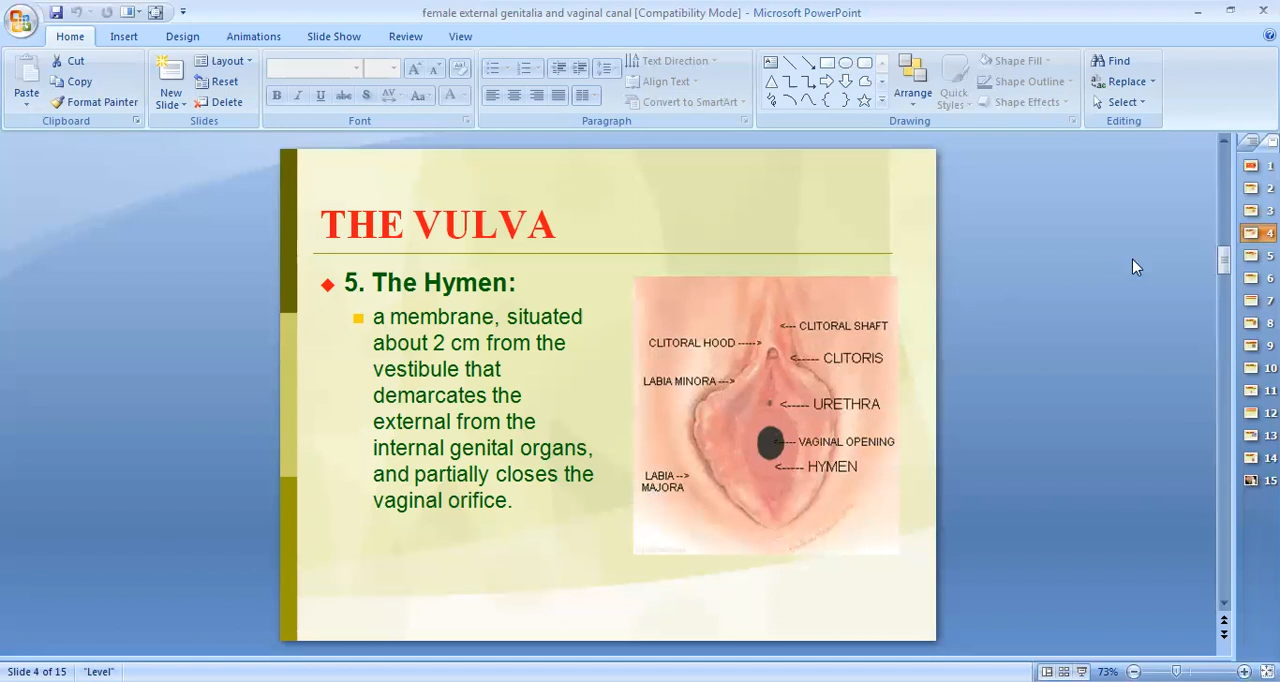 female external genitalia and vaginal canal [Compatibility Mode] - Microsoft PowerPoint
Home Insert Design Animations Slide Show Review View
Paste
Cut
Copy
Format Painter
Clipboard
New
Slide
Layout
Reset
Delete
Slides
B I U abc S AV Aa A
Font
Text Direction
Align Text
Convert to SmartArt
Paragraph
Arrange
Quick
Styles
Shape Fill
Shape Outline
Shape Effects
Drawing
Find
Replace
Select
Editing
THE VULVA
5. The Hymen:
a membrane, situated
about 2 cm from the
vestibule that
demarcates the
external from the
internal genital organs,
and partially closes the
vaginal orifice.
<--- CLITORAL SHAFT
CLITORAL HOOD ----->
<----- CLITORIS
LABIA MINORA --->
<----- URETHRA
<----- VAGINAL OPENING
<----- HYMEN
LABIA -->
MAJORA
1
2
3
4
5
6
7
8
9
10
11
12
13
14
15
Slide 4 of 15 "Level" 73%